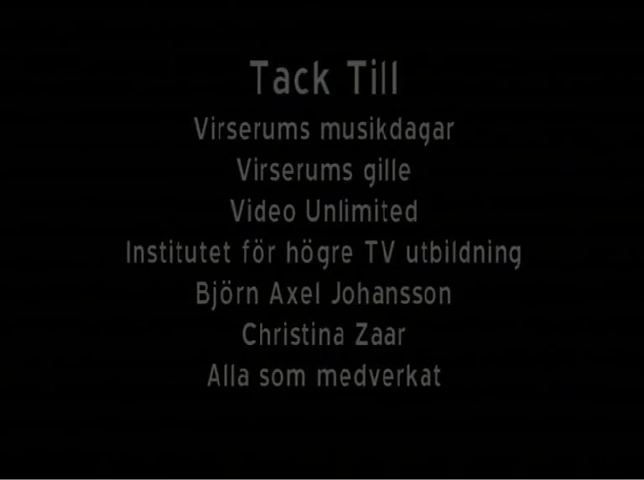 Tack Till
Virserums musikdagar
Virserums gille
Video Unlimited
Institutet för högre TV utbildning
Björn Axel Johansson
Christina Zaar
Alla som medverkat